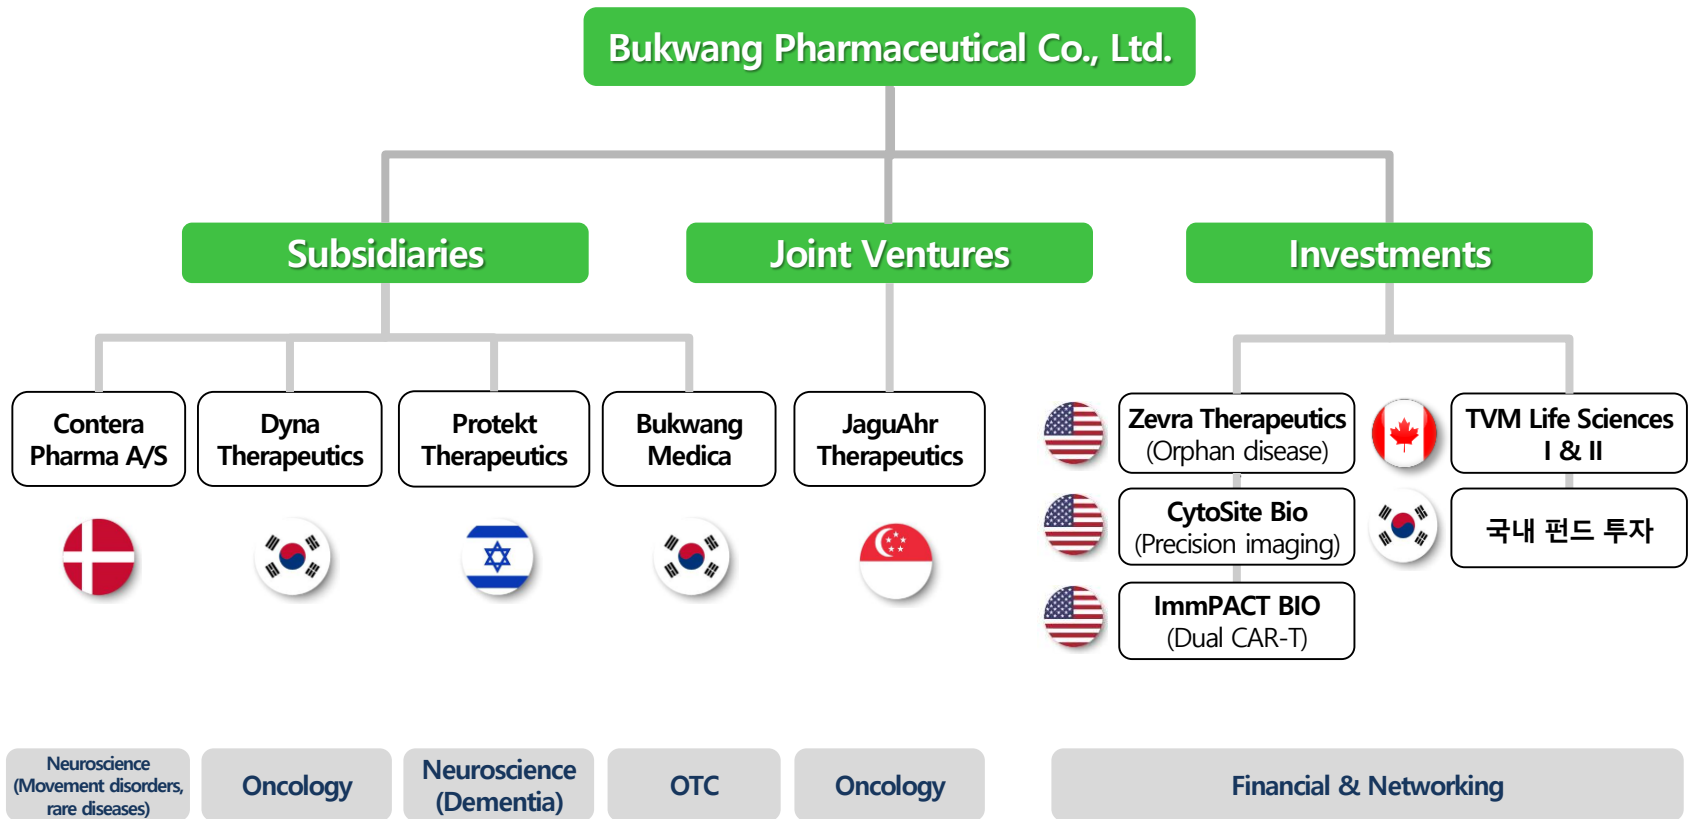 Bukwang Pharmaceutical Co., Ltd.
Subsidiaries
Joint Ventures
Investments
Contera
Pharma A/S
Dyna
Therapeutics
Protekt
Therapeutics
Bukwang
Medica
JaguAhr
Therapeutics
Zevra Therapeutics
(Orphan disease)
CytoSite Bio
(Precision imaging)
ImmPACT BIO
(Dual CAR-T)
TVM Life Sciences
I & II
국내 펀드 투자
Neuroscience
(Movement disorders,
rare diseases)
Oncology
Neuroscience
(Dementia)
OTC
Oncology
Financial & Networking